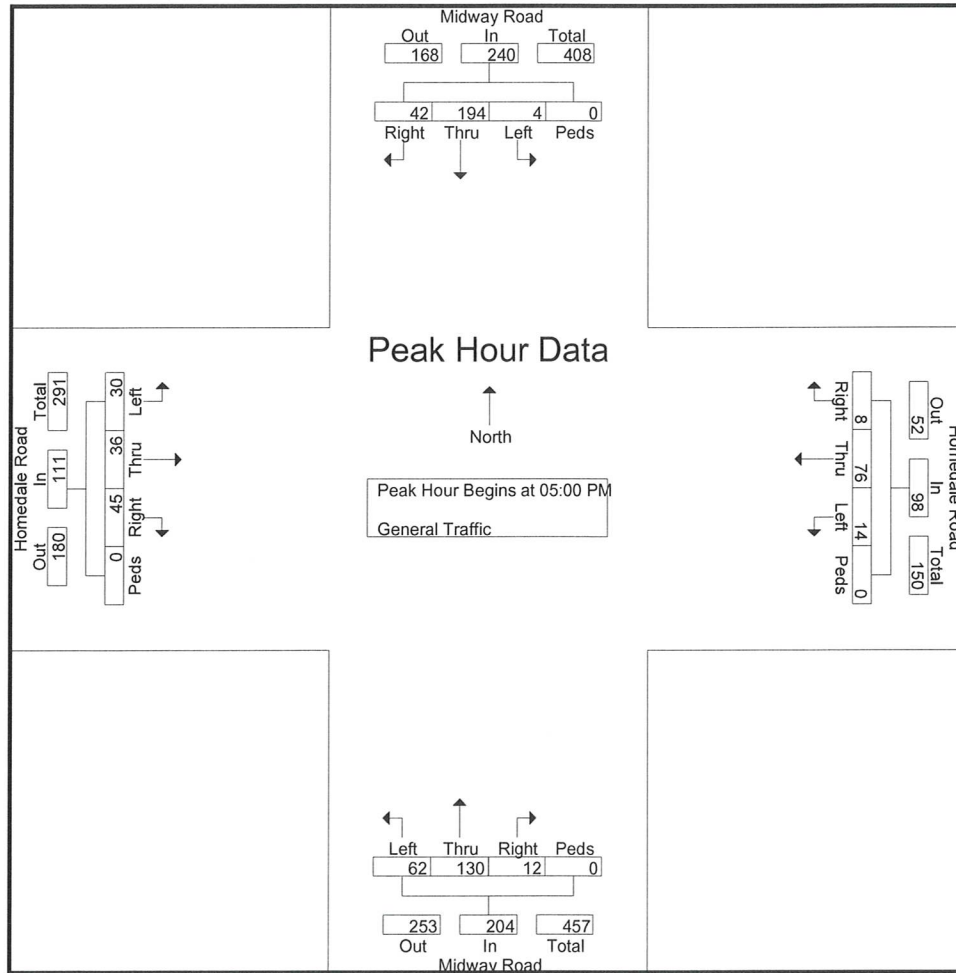 Midway Road
Out In Total
168 240 408
42 194 4 0
Right Thru Left Peds
Peak Hour Data
North
Peak Hour Begins at 05:00 PM
General Traffic
Homedale Road
Out In Total
180 111 291
Peds Right Thru Left
0 45 36 30
Homedale Road
Out In Total
52 98 150
Right Thru Left Peds
8 76 14 0
Left Thru Right Peds
62 130 12 0
253 204 457
Out In Total
Midway Road